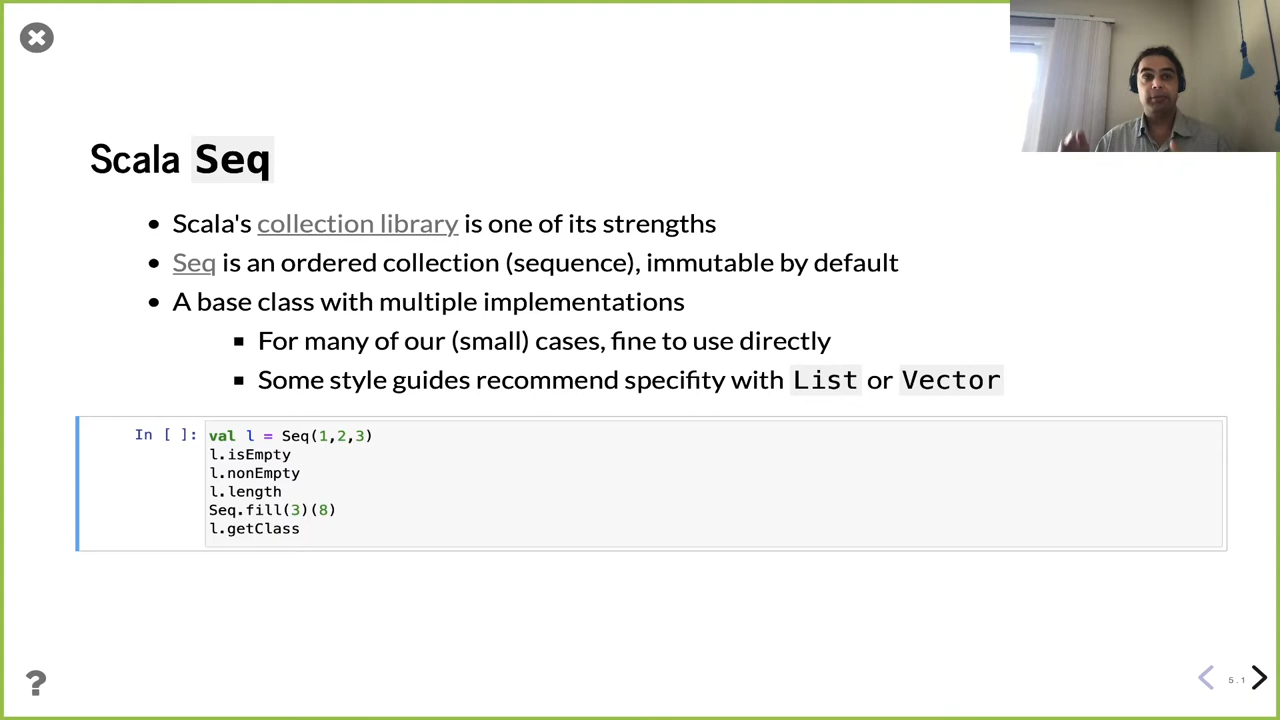 Scala Seq
• Scala's collection library is one of its strengths
• Seq is an ordered collection (sequence), immutable by default
• A base class with multiple implementations
▪ For many of our (small) cases, fine to use directly
▪ Some style guides recommend specifity with List or Vector
In [ ]: val l = Seq(1,2,3)
l.isEmpty
l.nonEmpty
l.length
Seq.fill(3)(8)
l.getClass
?
5.1